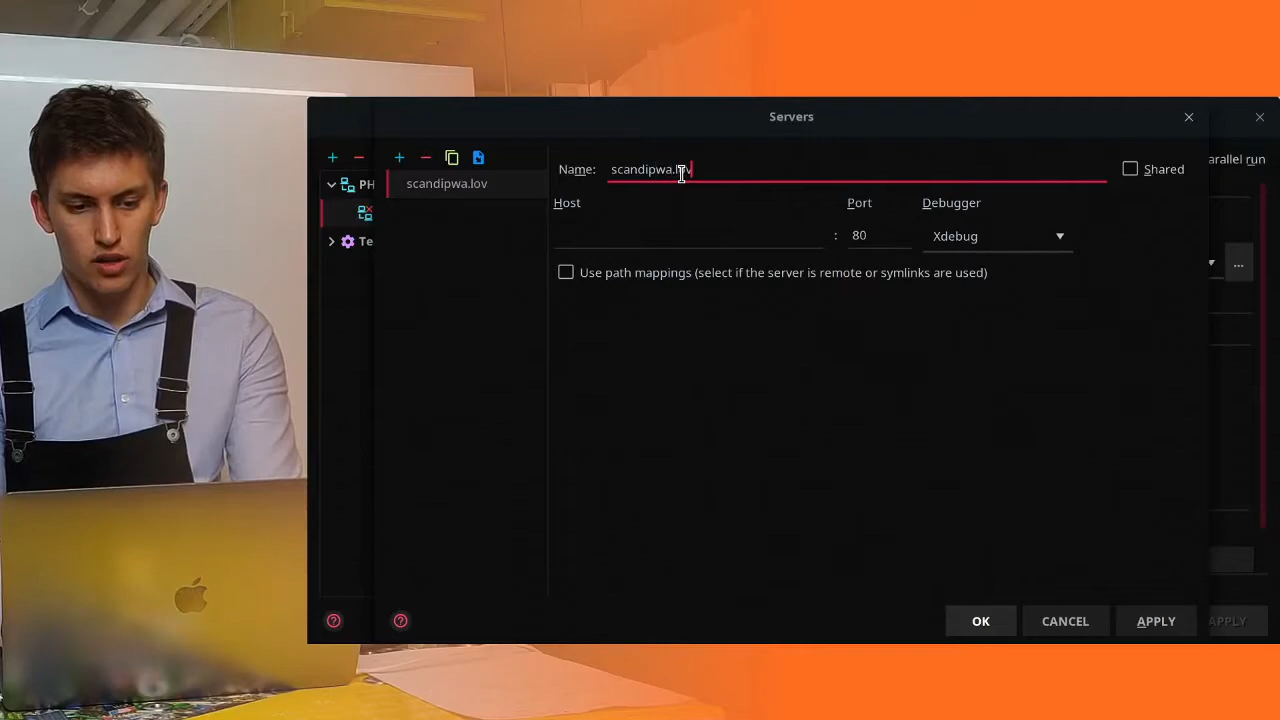 Servers
arallel run
Name: scandipwa.lov
Shared
PH
scandipwa.lov
Host
Port
Debugger
Te
: 80
Xdebug
...
Use path mappings (select if the server is remote or symlinks are used)
OK
CANCEL
APPLY
APPLY